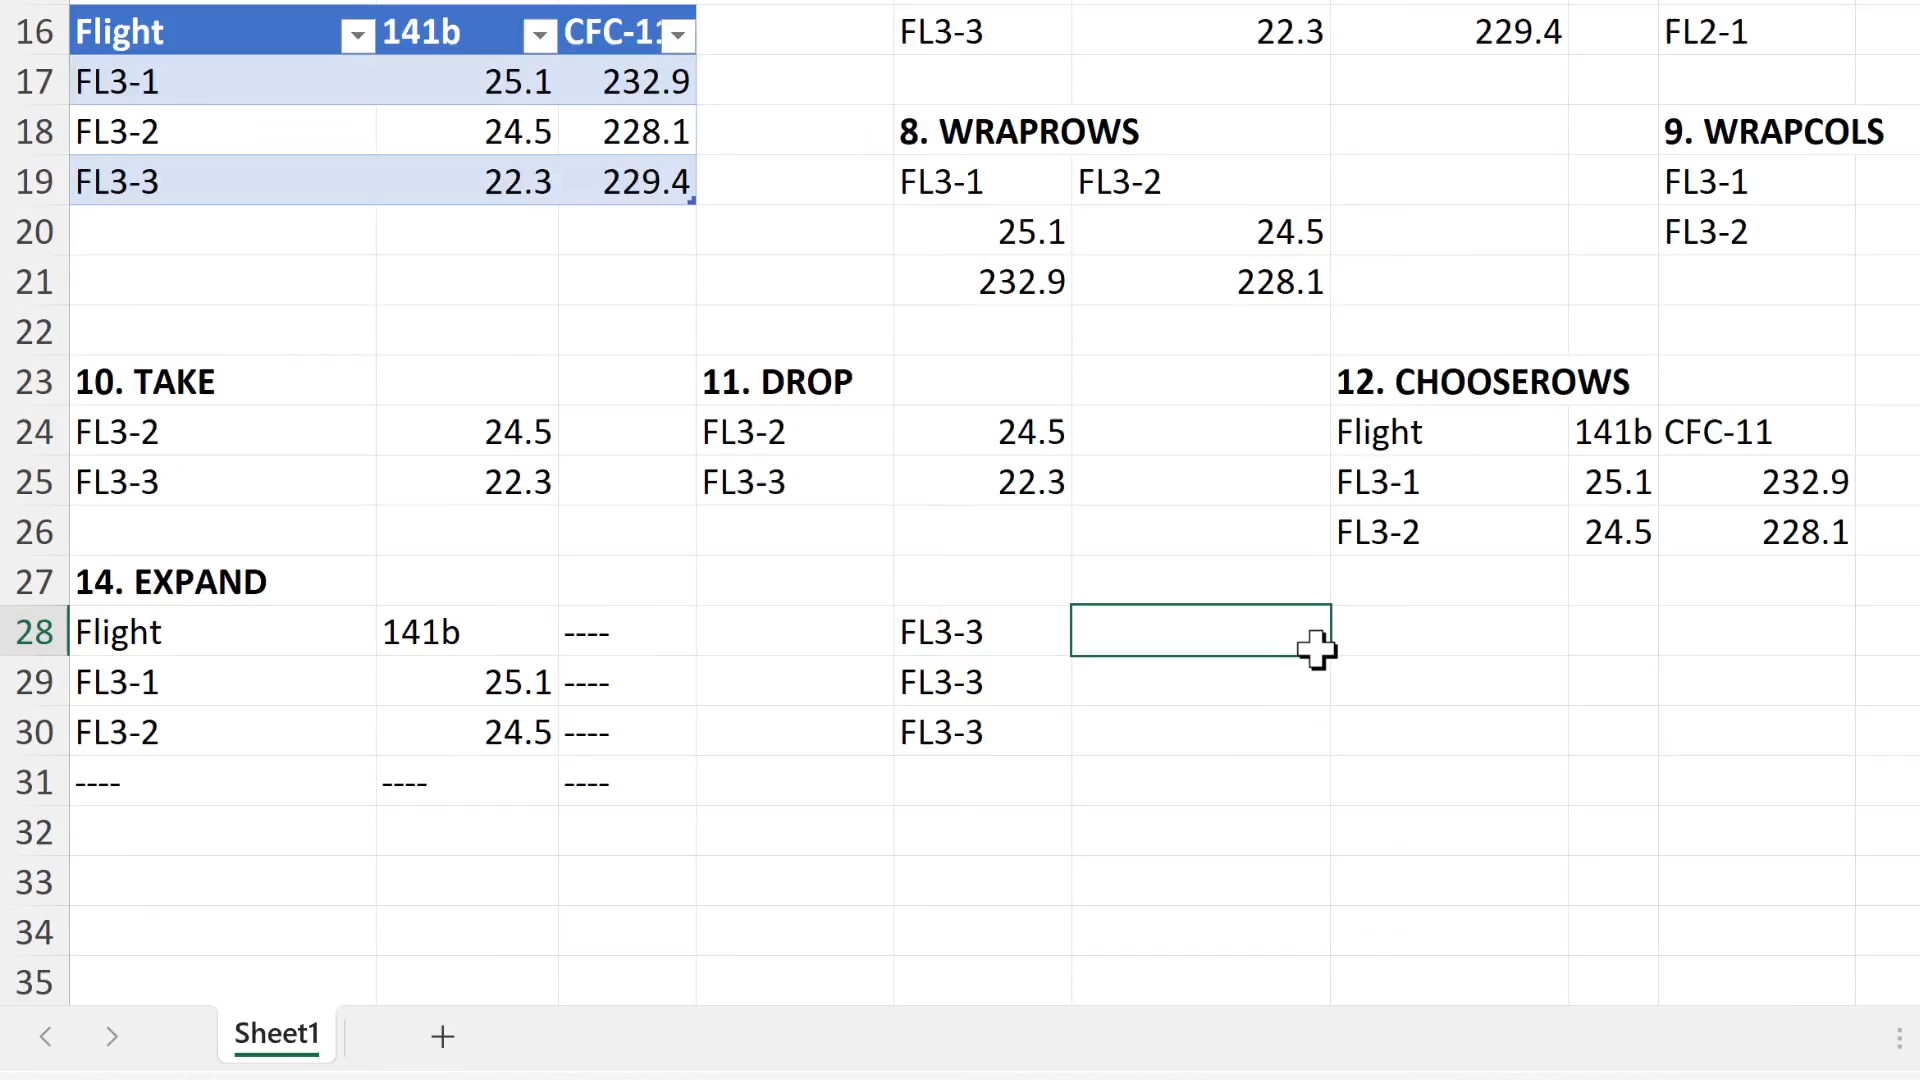 16 Flight 141b CFC-11 FL3-3 22.3 229.4 FL2-1
17 FL3-1 25.1 232.9
18 FL3-2 24.5 228.1 8. WRAPROWS 9. WRAPCOLS
19 FL3-3 22.3 229.4 FL3-1 FL3-2 FL3-1
20 25.1 24.5 FL3-2
21 232.9 228.1
22
23 10. TAKE 11. DROP 12. CHOOSEROWS
24 FL3-2 24.5 FL3-2 24.5 Flight 141b CFC-11
25 FL3-3 22.3 FL3-3 22.3 FL3-1 25.1 232.9
26 FL3-2 24.5 228.1
27 14. EXPAND
28 Flight 141b ---- FL3-3
29 FL3-1 25.1 ---- FL3-3
30 FL3-2 24.5 ---- FL3-3
31 ---- ---- ----
32
33
34
35
Sheet1